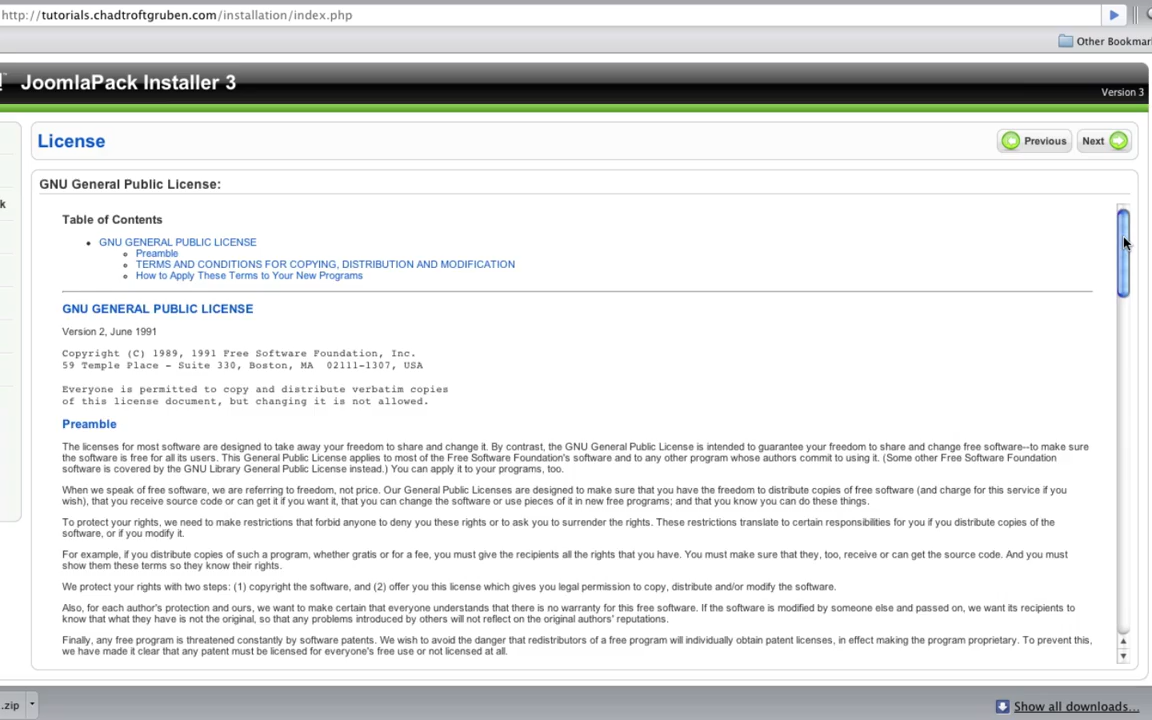 http://tutorials.chadtroftgruben.com/installation/index.php
Other Bookmar
JoomlaPack Installer 3
Version 3
License
Previous
Next
k
GNU General Public License:
Table of Contents
GNU GENERAL PUBLIC LICENSE
Preamble
TERMS AND CONDITIONS FOR COPYING, DISTRIBUTION AND MODIFICATION
How to Apply These Terms to Your New Programs
GNU GENERAL PUBLIC LICENSE
Version 2, June 1991
Copyright (C) 1989, 1991 Free Software Foundation, Inc.
59 Temple Place - Suite 330, Boston, MA  02111-1307, USA
Everyone is permitted to copy and distribute verbatim copies
of this license document, but changing it is not allowed.
Preamble
The licenses for most software are designed to take away your freedom to share and change it. By contrast, the GNU General Public License is intended to guarantee your freedom to share and change free software--to make sure
the software is free for all its users. This General Public License applies to most of the Free Software Foundation's software and to any other program whose authors commit to using it. (Some other Free Software Foundation
software is covered by the GNU Library General Public License instead.) You can apply it to your programs, too.
When we speak of free software, we are referring to freedom, not price. Our General Public Licenses are designed to make sure that you have the freedom to distribute copies of free software (and charge for this service if you
wish), that you receive source code or can get it if you want it, that you can change the software or use pieces of it in new free programs; and that you know you can do these things.
To protect your rights, we need to make restrictions that forbid anyone to deny you these rights or to ask you to surrender the rights. These restrictions translate to certain responsibilities for you if you distribute copies of the
software, or if you modify it.
For example, if you distribute copies of such a program, whether gratis or for a fee, you must give the recipients all the rights that you have. You must make sure that they, too, receive or can get the source code. And you must
show them these terms so they know their rights.
We protect your rights with two steps: (1) copyright the software, and (2) offer you this license which gives you legal permission to copy, distribute and/or modify the software.
Also, for each author's protection and ours, we want to make certain that everyone understands that there is no warranty for this free software. If the software is modified by someone else and passed on, we want its recipients to
know that what they have is not the original, so that any problems introduced by others will not reflect on the original authors' reputations.
Finally, any free program is threatened constantly by software patents. We wish to avoid the danger that redistributors of a free program will individually obtain patent licenses, in effect making the program proprietary. To prevent this,
we have made it clear that any patent must be licensed for everyone's free use or not licensed at all.
.zip
Show all downloads...